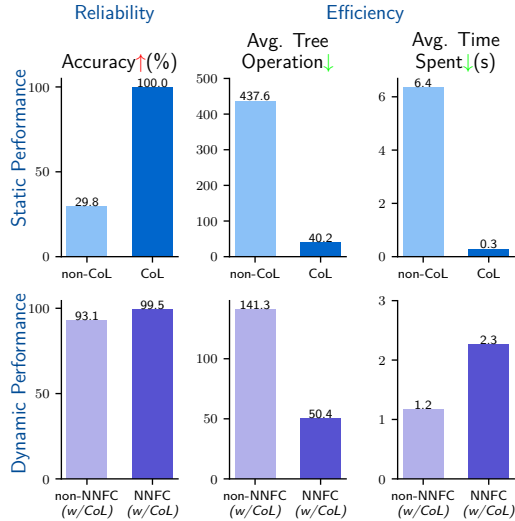 Reliability
Efficiency
Accuracy↑(%)
Avg. Tree
Operation↓
Avg. Time
Spent↓(s)
Static Performance
100
50
0
29.8
100.0
non-CoL
CoL
500
400
300
200
100
0
437.6
40.2
non-CoL
CoL
6
4
2
0
6.4
0.3
non-CoL
CoL
Dynamic Performance
100
50
0
93.1
99.5
non-NNFC
(w/CoL)
NNFC
(w/CoL)
100
50
0
141.3
50.4
non-NNFC
(w/CoL)
NNFC
(w/CoL)
3
2
1
0
1.2
2.3
non-NNFC
(w/CoL)
NNFC
(w/CoL)